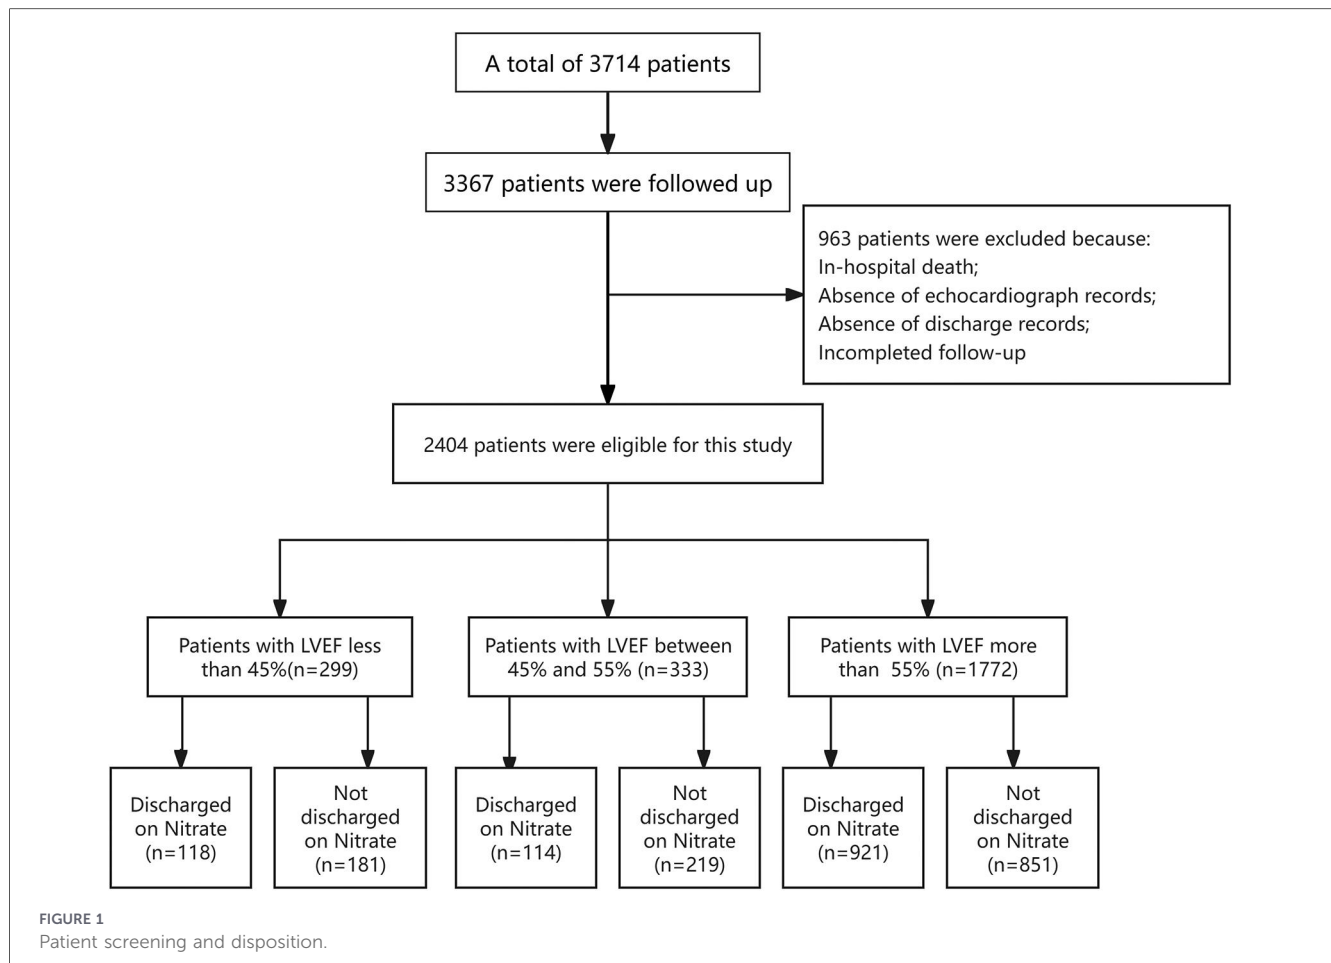 A total of 3714 patients
3367 patients were followed up
963 patients were excluded because:
In-hospital death;
Absence of echocardiograph records;
Absence of discharge records;
Incompleted follow-up
2404 patients were eligible for this study
Patients with LVEF less
than 45%(n=299)
Patients with LVEF between
45% and 55% (n=333)
Patients with LVEF more
than 55% (n=1772)
Discharged
on Nitrate
(n=118)
Not
discharged
on Nitrate
(n=181)
Discharged
on Nitrate
(n=114)
Not
discharged
on Nitrate
(n=219)
Discharged
on Nitrate
(n=921)
Not
discharged
on Nitrate
(n=851)
FIGURE 1
Patient screening and disposition.